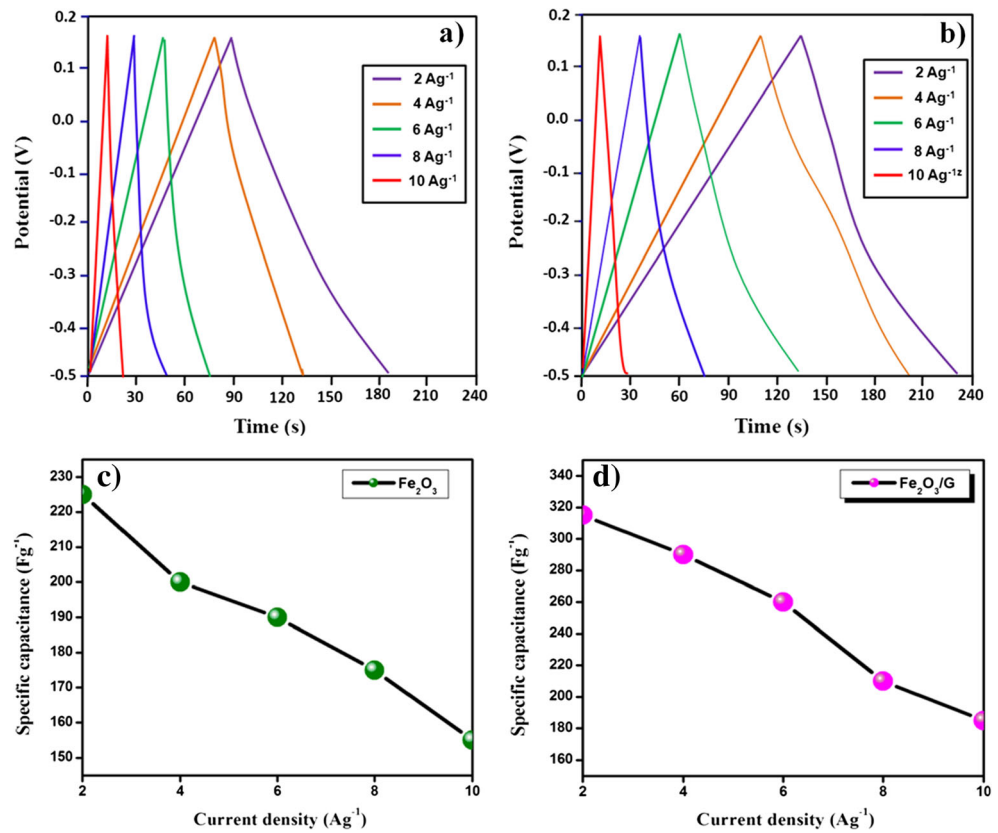 a)
0.2
0.1
0.0
-0.1
-0.2
-0.3
-0.4
-0.5
Potential (V)
2 Ag⁻¹
4 Ag⁻¹
6 Ag⁻¹
8 Ag⁻¹
10 Ag⁻¹
0 30 60 90 120 150 180 210 240
Time (s)
b)
0.2
0.1
0.0
-0.1
-0.2
-0.3
-0.4
-0.5
Potential (V)
2 Ag⁻¹
4 Ag⁻¹
6 Ag⁻¹
8 Ag⁻¹
10 Ag⁻¹ᶻ
0 30 60 90 120 150 180 210 240
Time (s)
c)
230
220
210
200
190
180
170
160
150
Specific capacitance (Fg⁻¹)
Fe₂O₃
2 4 6 8 10
Current density (Ag⁻¹)
d)
340
320
300
280
260
240
220
200
180
160
Specific capacitance (Fg⁻¹)
Fe₂O₃/G
2 4 6 8 10
Current density (Ag⁻¹)